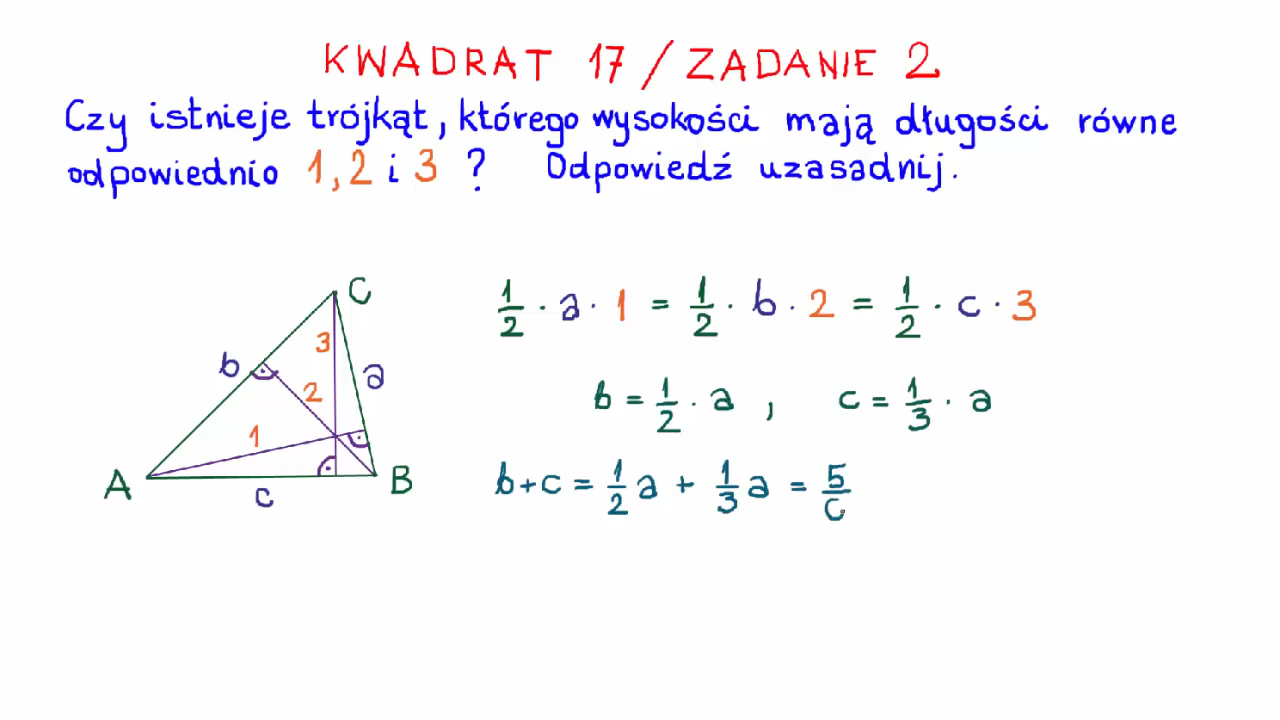 KWADRAT 17 / ZADANIE 2
Czy istnieje trójkąt, którego wysokości mają długości równe
odpowiednio 1, 2 i 3 ? Odpowiedź uzasadnij.
C
b
3
a
2
1
A
B
c
1/2 · a · 1 = 1/2 · b · 2 = 1/2 · c · 3
b = 1/2 · a , c = 1/3 · a
b + c = 1/2 a + 1/3 a = 5/